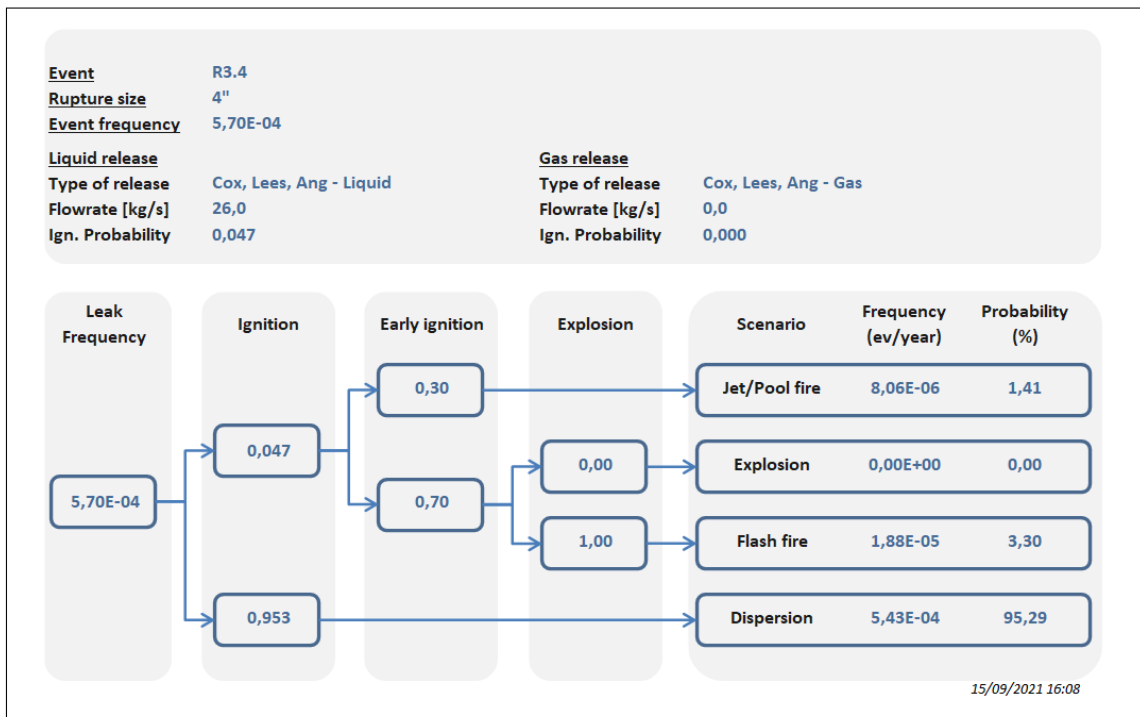 Event R3.4
Rupture size 4"
Event frequency 5,70E-04
Liquid release Gas release
Type of release Cox, Lees, Ang - Liquid Type of release Cox, Lees, Ang - Gas
Flowrate [kg/s] 26,0 Flowrate [kg/s] 0,0
Ign. Probability 0,047 Ign. Probability 0,000
Leak Frequency Ignition Early ignition Explosion Scenario Frequency (ev/year) Probability (%)
0,30 Jet/Pool fire 8,06E-06 1,41
0,047
0,00 Explosion 0,00E+00 0,00
5,70E-04 0,70
1,00 Flash fire 1,88E-05 3,30
0,953 Dispersion 5,43E-04 95,29
15/09/2021 16:08